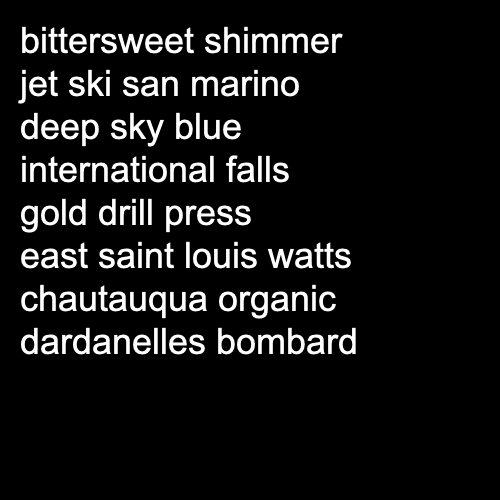 bittersweet shimmer
jet ski san marino
deep sky blue
international falls
gold drill press
east saint louis watts
chautauqua organic
dardanelles bombard